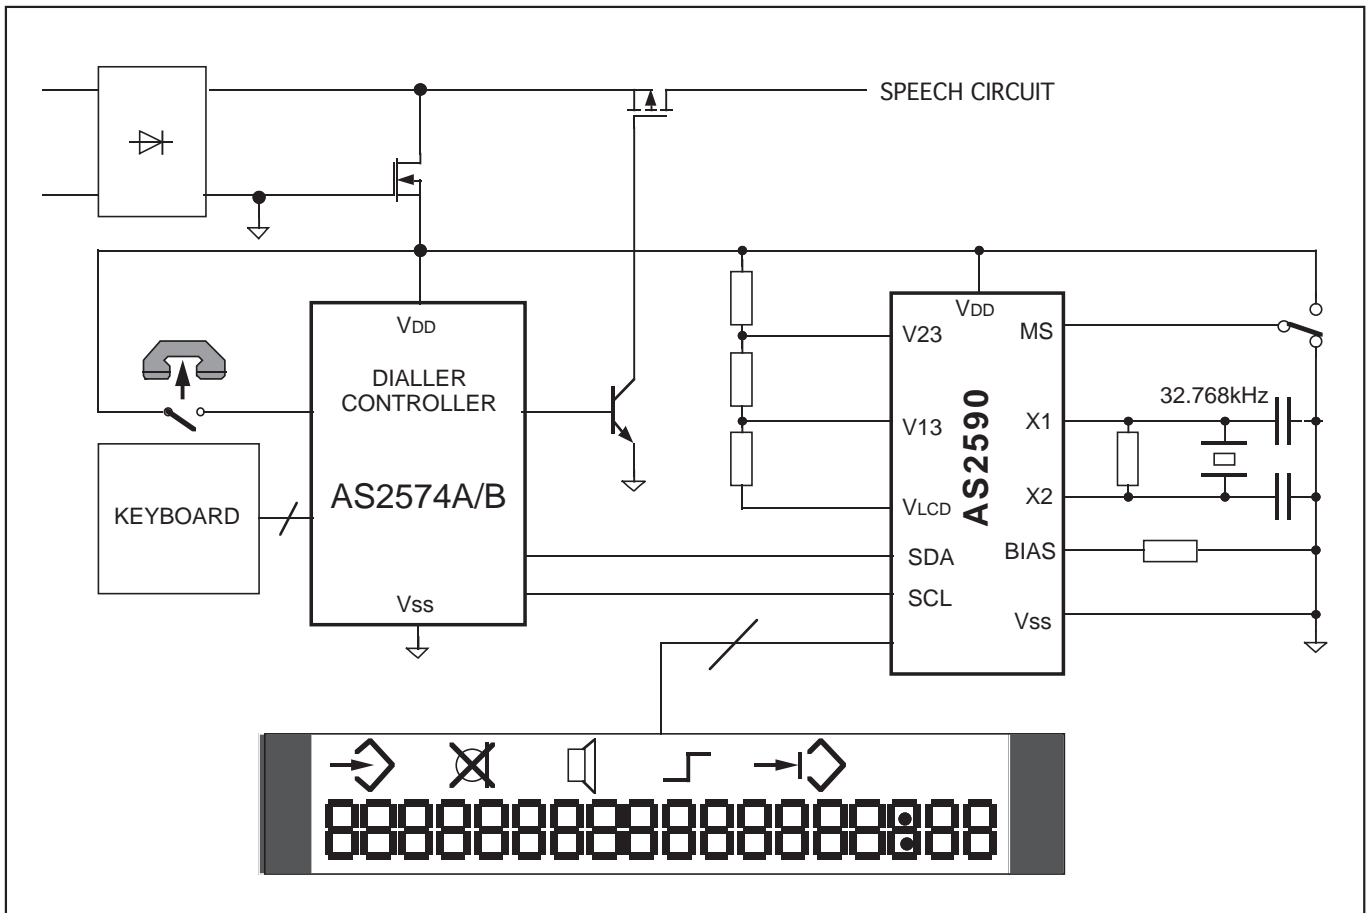 SPEECH CIRCUIT
VDD
DIALLER
CONTROLLER
AS2574A/B
Vss
KEYBOARD
VDD
V23
V13
VLCD
SDA
SCL
AS2590
MS
X1
X2
BIAS
Vss
32.768kHz